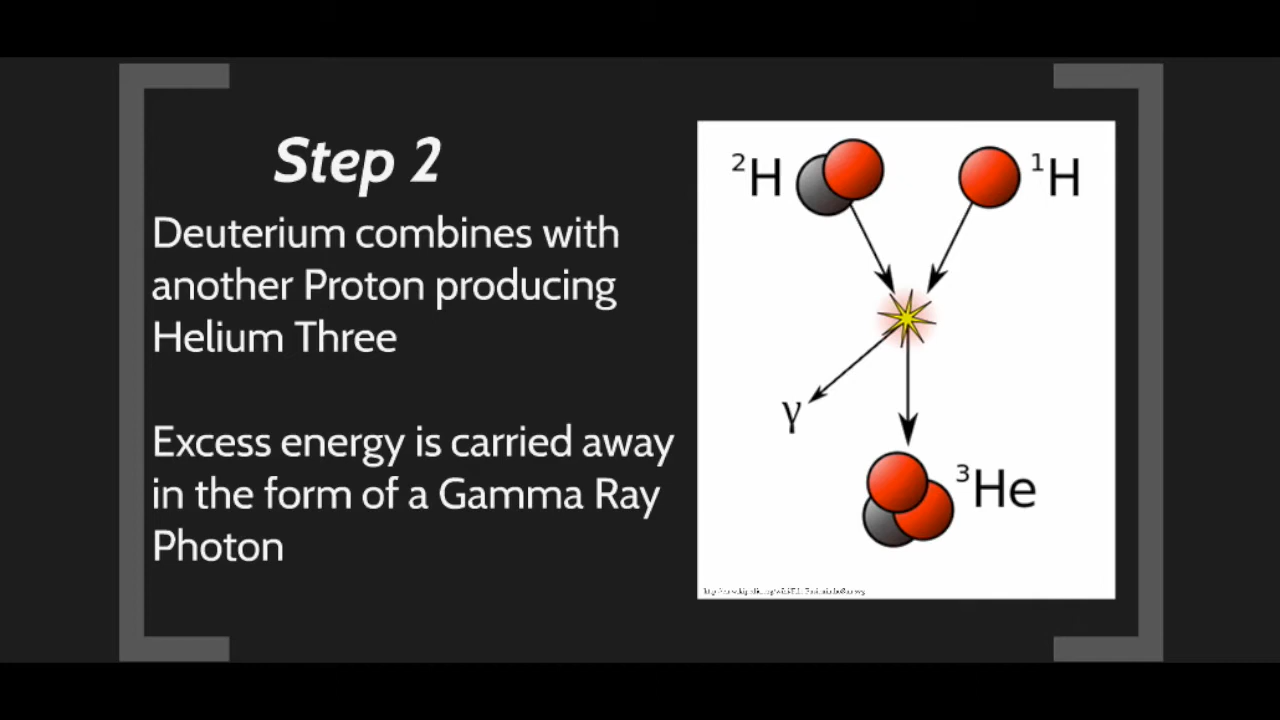 Step 2
Deuterium combines with
another Proton producing
Helium Three
Excess energy is carried away
in the form of a Gamma Ray
Photon
²H
¹H
γ
³He